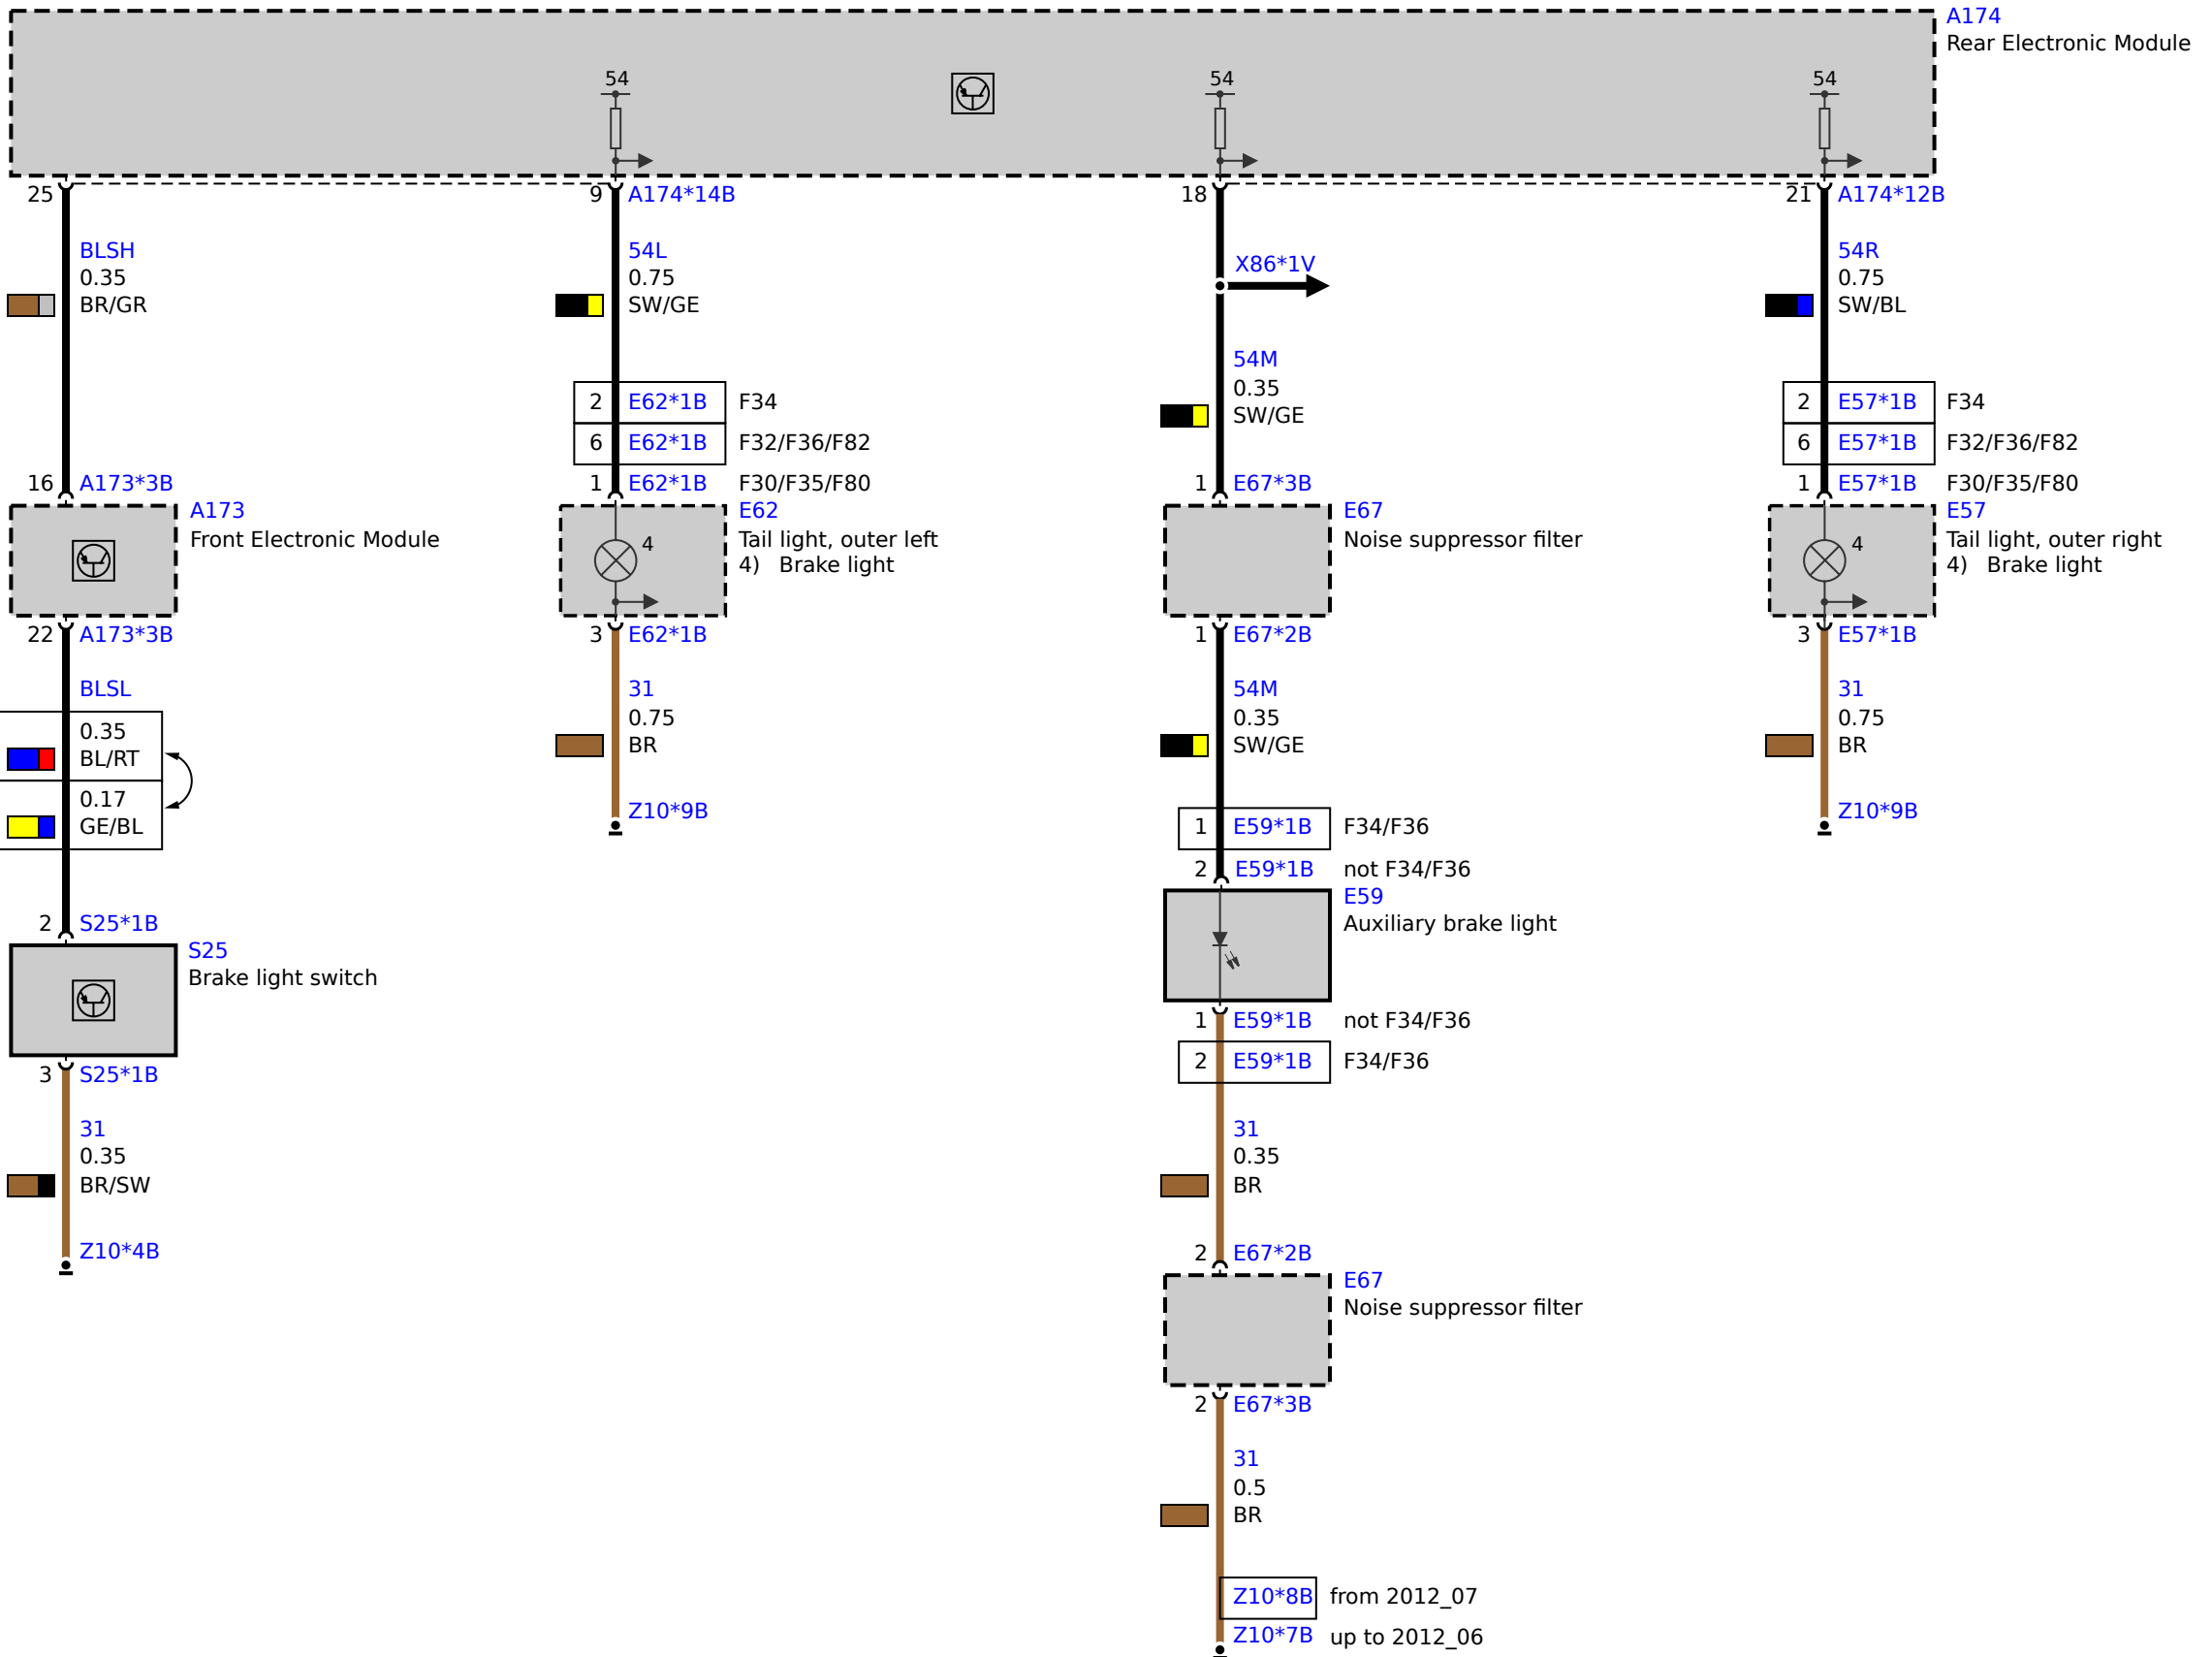 A174
Rear Electronic Module
54
54
54
25
9 A174*14B
18
21 A174*12B
BLSH
0.35
BR/GR
54L
0.75
SW/GE
X86*1V
54M
0.35
SW/GE
54R
0.75
SW/BL
2 E62*1B F34
6 E62*1B F32/F36/F82
1 E62*1B F30/F35/F80
2 E57*1B F34
6 E57*1B F32/F36/F82
1 E57*1B F30/F35/F80
16 A173*3B
A173
Front Electronic Module
E62
Tail light, outer left
4) Brake light
4
1 E67*3B
E67
Noise suppressor filter
E57
Tail light, outer right
4) Brake light
4
22 A173*3B
3 E62*1B
1 E67*2B
3 E57*1B
BLSL
0.35
BL/RT
0.17
GE/BL
31
0.75
BR
Z10*9B
54M
0.35
SW/GE
31
0.75
BR
Z10*9B
1 E59*1B F34/F36
2 E59*1B not F34/F36
E59
Auxiliary brake light
2 S25*1B
S25
Brake light switch
3 S25*1B
1 E59*1B not F34/F36
2 E59*1B F34/F36
31
0.35
BR/SW
Z10*4B
31
0.35
BR
2 E67*2B
E67
Noise suppressor filter
2 E67*3B
31
0.5
BR
Z10*8B from 2012_07
Z10*7B up to 2012_06